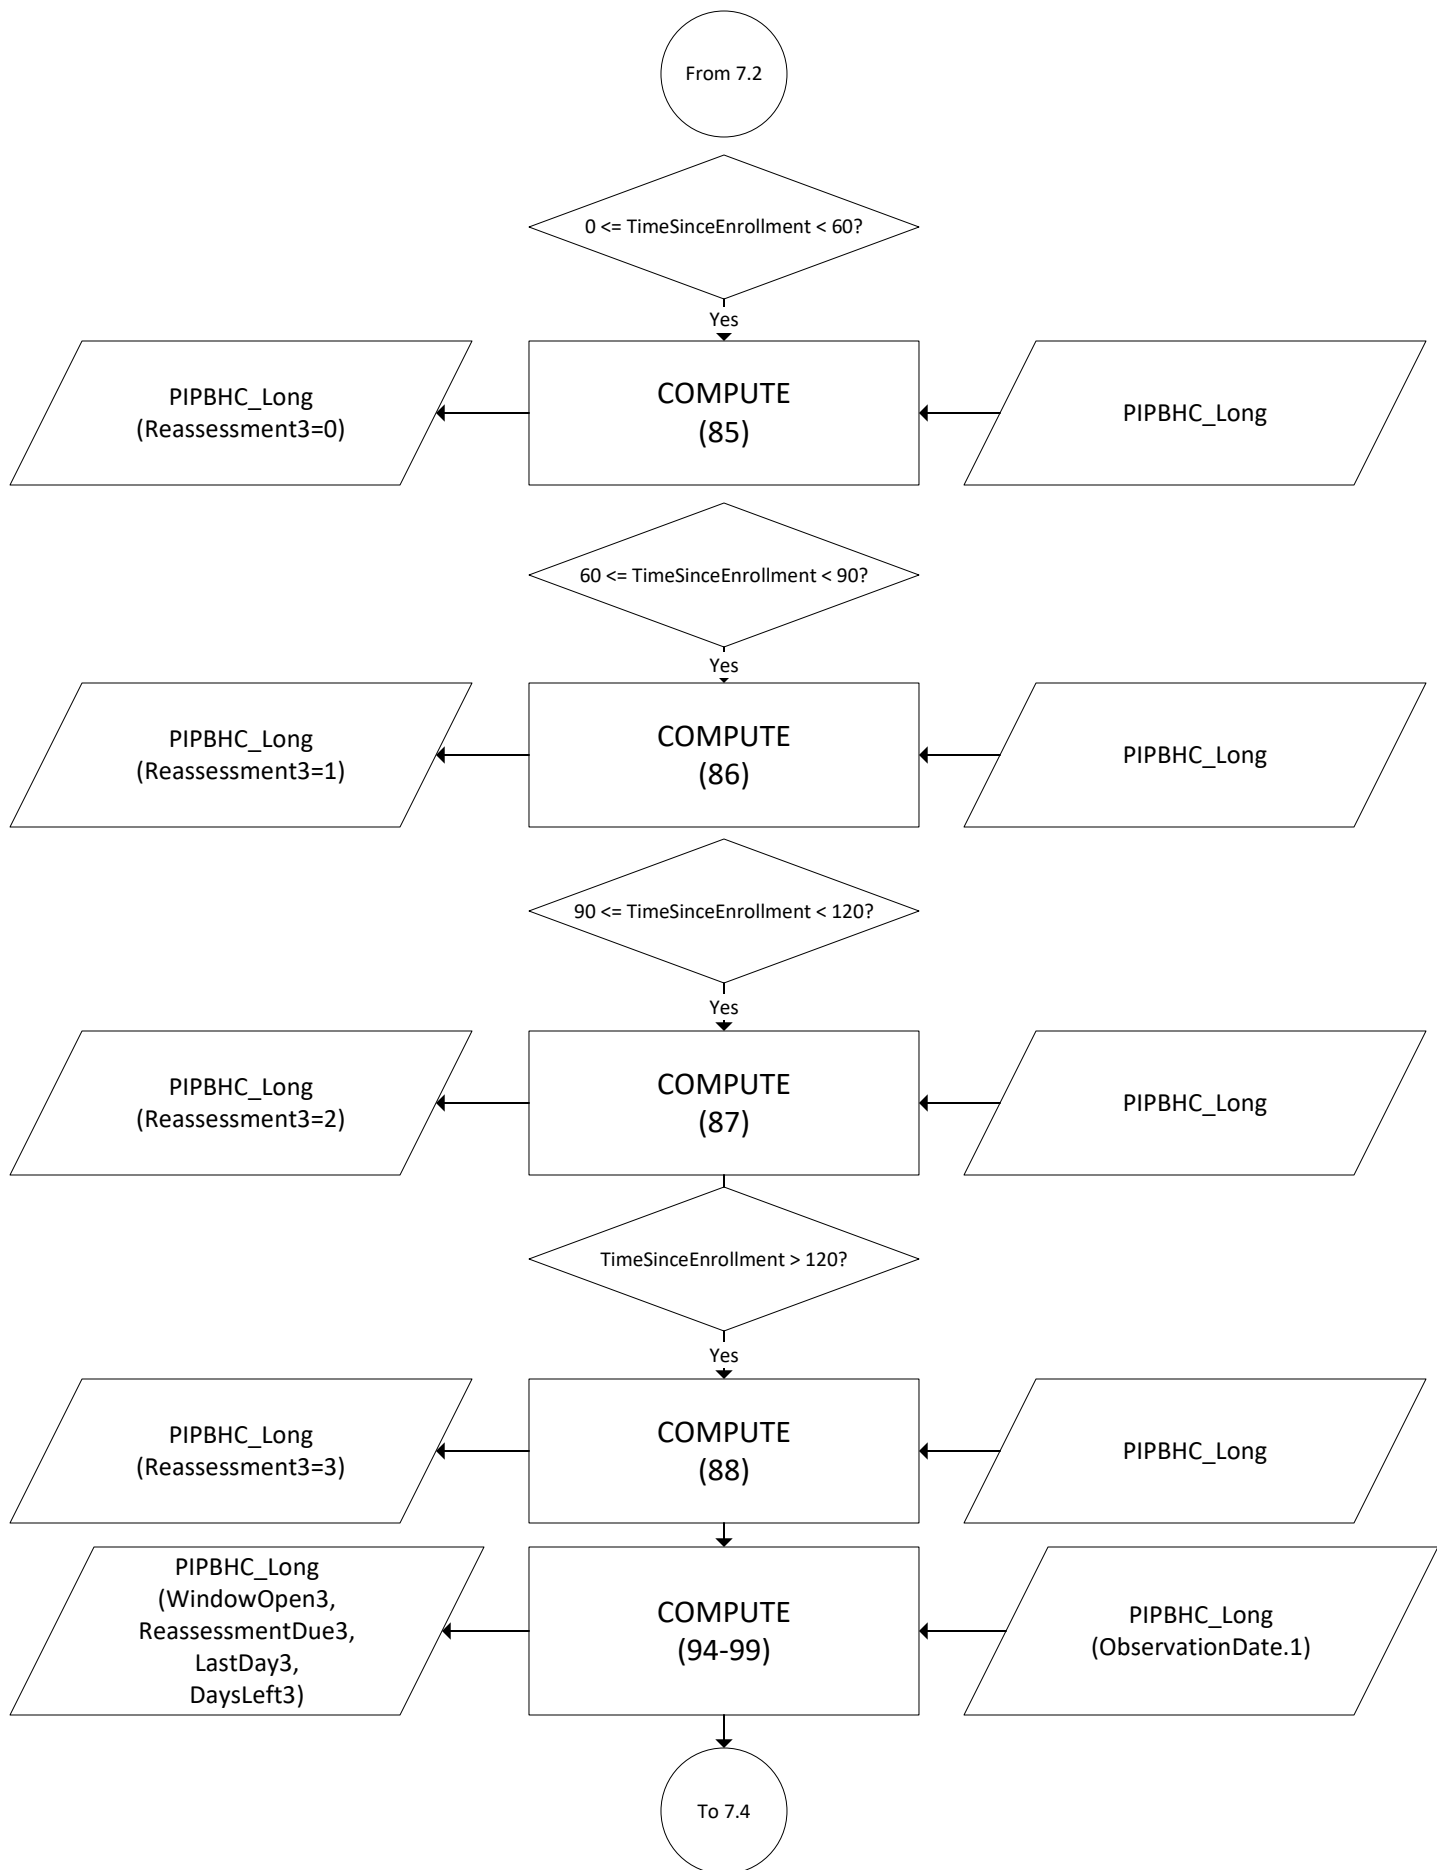 From 7.2
0 <= TimeSinceEnrollment < 60?
Yes
PIPBHC_Long
(Reassessment3=0)
COMPUTE
(85)
PIPBHC_Long
60 <= TimeSinceEnrollment < 90?
Yes
PIPBHC_Long
(Reassessment3=1)
COMPUTE
(86)
PIPBHC_Long
90 <= TimeSinceEnrollment < 120?
Yes
PIPBHC_Long
(Reassessment3=2)
COMPUTE
(87)
PIPBHC_Long
TimeSinceEnrollment > 120?
Yes
PIPBHC_Long
(Reassessment3=3)
COMPUTE
(88)
PIPBHC_Long
PIPBHC_Long
(WindowOpen3,
ReassessmentDue3,
LastDay3,
DaysLeft3)
COMPUTE
(94-99)
PIPBHC_Long
(ObservationDate.1)
To 7.4